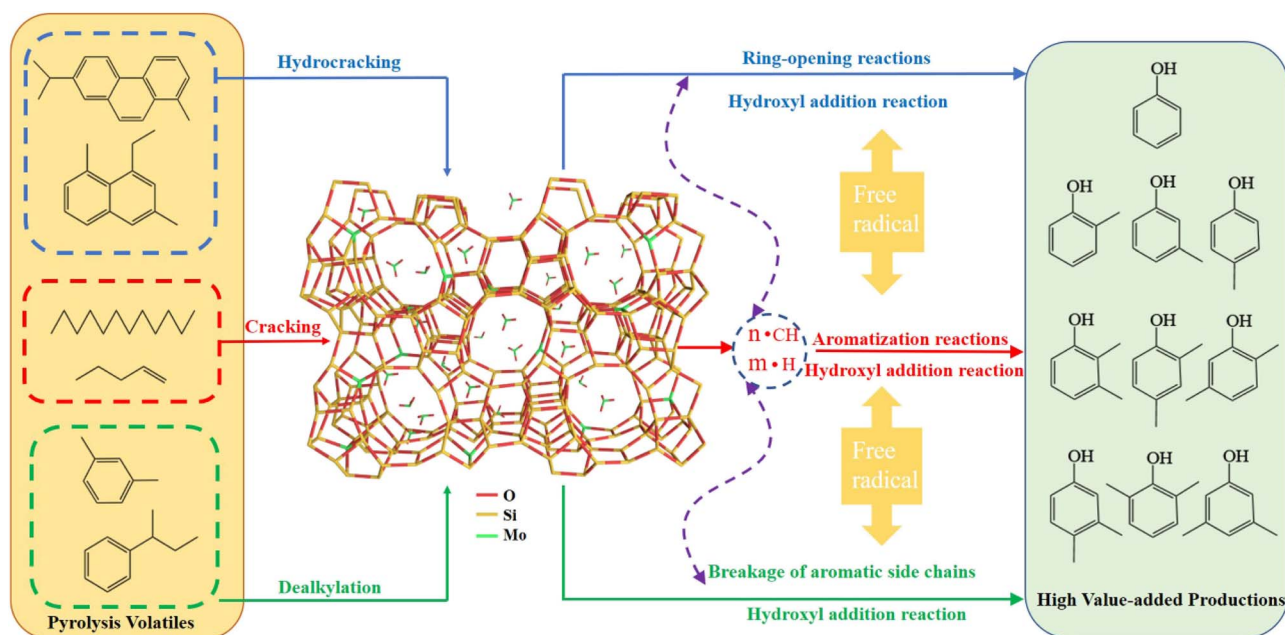 Hydrocracking
Ring-opening reactions
Hydroxyl addition reaction
OH
Free
radical
OH
OH
OH
Cracking
n•CH
m•H
Aromatization reactions
Hydroxyl addition reaction
OH
OH
OH
Free
radical
OH
OH
OH
O
Si
Mo
Dealkylation
Breakage of aromatic side chains
Hydroxyl addition reaction
Pyrolysis Volatiles
High Value-added Productions